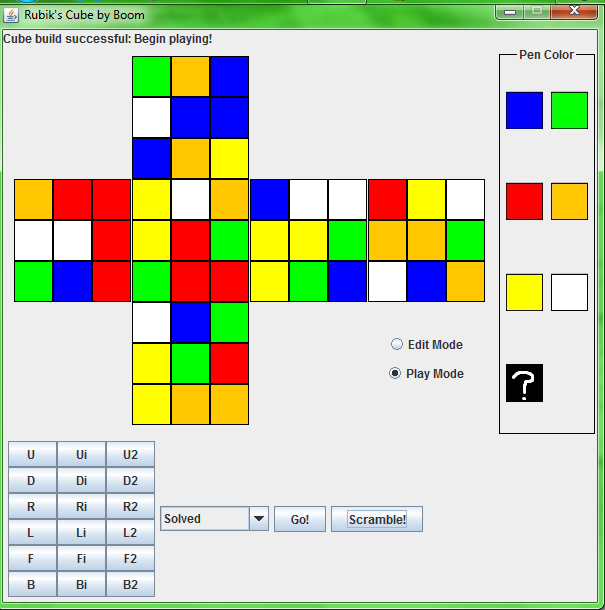 Rubik's Cube by Boom
Cube build successful: Begin playing!
Pen Color
?
Edit Mode
Play Mode
U Ui U2
D Di D2
R Ri R2
L Li L2
F Fi F2
B Bi B2
Solved Go! Scramble!